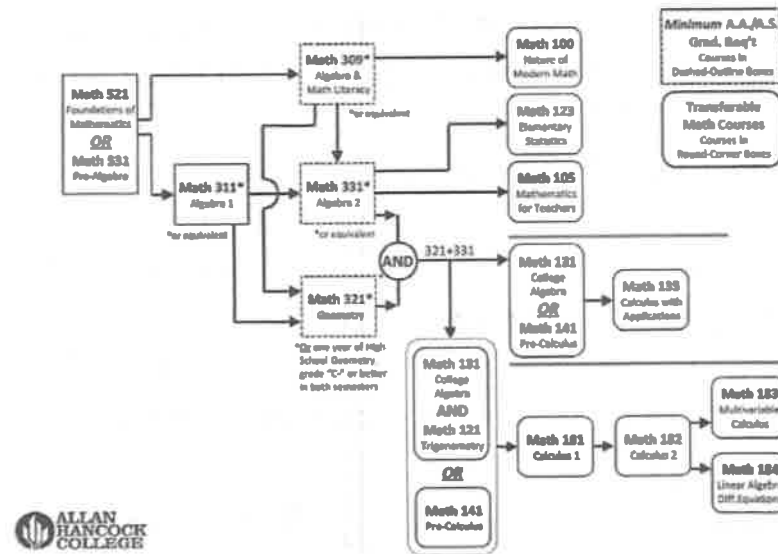 Math 521
Foundations of
Mathematics
OR
Math 531
Pre-Algebra
Math 309*
Algebra &
Math Literacy
*or equivalent
Math 311*
Algebra 1
*or equivalent
Math 331*
Algebra 2
*or equivalent
Math 321*
Geometry
*Or one year of High
School Geometry,
grade "C-" or better
in both semesters
AND
321+331
Math 100
Nature of
Modern Math
Math 123
Elementary
Statistics
Math 105
Mathematics
for Teachers
Math 131
College
Algebra
OR
Math 141
Pre-Calculus
Math 135
Calculus with
Applications
Math 131
College
Algebra
AND
Math 121
Trigonometry
OR
Math 141
Pre-Calculus
Math 181
Calculus 1
Math 182
Calculus 2
Math 183
Multivariable
Calculus
Math 184
Linear Algebra
Diff.Equations
Minimum A.A./A.S.
Grad. Req't
Courses in
Dashed-Outline Boxes
Transferable
Math Courses
Courses in
Round-Corner Boxes
ALLAN
HANCOCK
COLLEGE